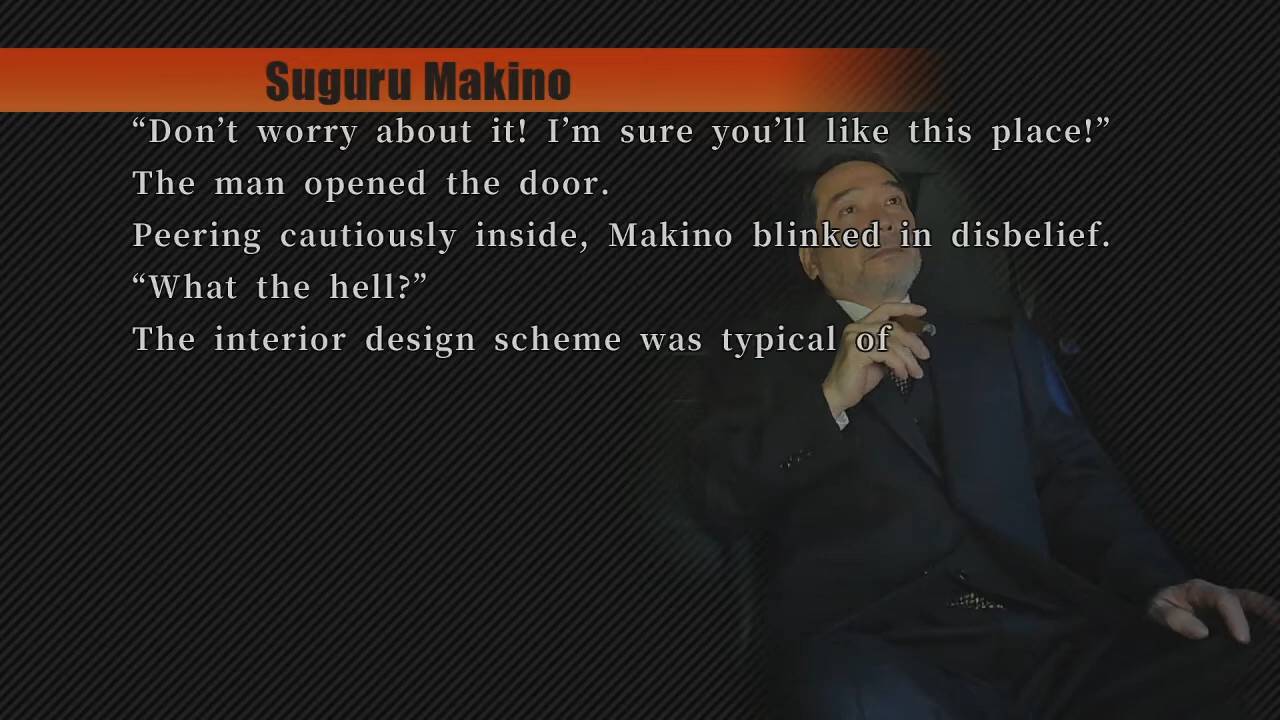 Suguru Makino
“Don’t worry about it! I’m sure you’ll like this place!”
The man opened the door.
Peering cautiously inside, Makino blinked in disbelief.
“What the hell?”
The interior design scheme was typical of